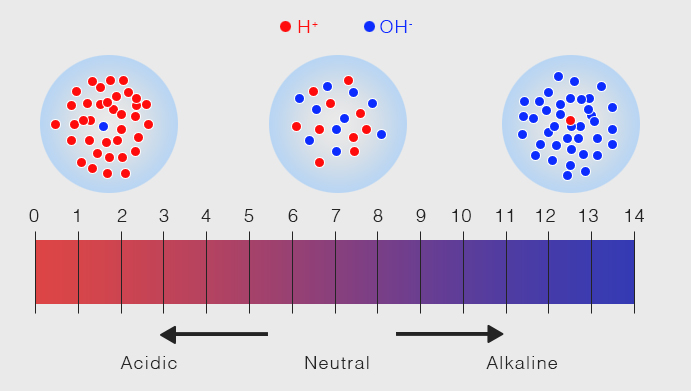 H⁺ OH⁻
0 1 2 3 4 5 6 7 8 9 10 11 12 13 14
Acidic Neutral Alkaline